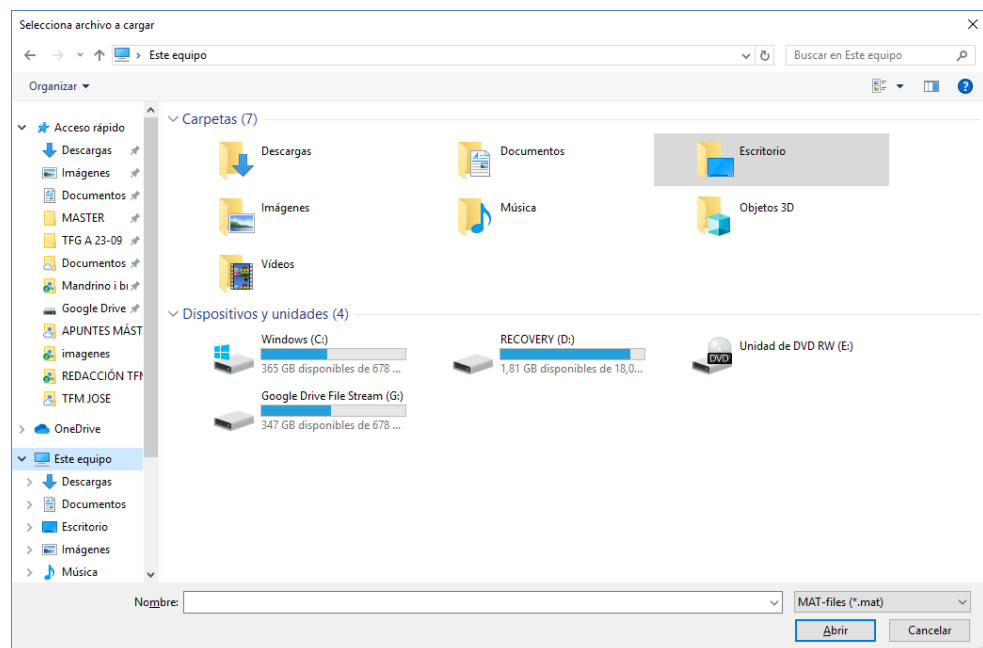 Selecciona archivo a cargar
Este equipo
Buscar en Este equipo
Organizar
Acceso rápido
Descargas
Imágenes
Documentos
MASTER
TFG A 23-09
Documentos
Mandrino i bı
Google Drive
APUNTES MÁST
imagenes
REDACCIÓN TFN
TFM JOSE
OneDrive
Este equipo
Descargas
Documentos
Escritorio
Imágenes
Música
Carpetas (7)
Descargas
Documentos
Escritorio
Imágenes
Música
Objetos 3D
Vídeos
Dispositivos y unidades (4)
Windows (C:)
365 GB disponibles de 678 ...
RECOVERY (D:)
1,81 GB disponibles de 18,0...
DVD
Unidad de DVD RW (E:)
Google Drive File Stream (G:)
347 GB disponibles de 678 ...
Nombre:
MAT-files (*.mat)
Abrir
Cancelar